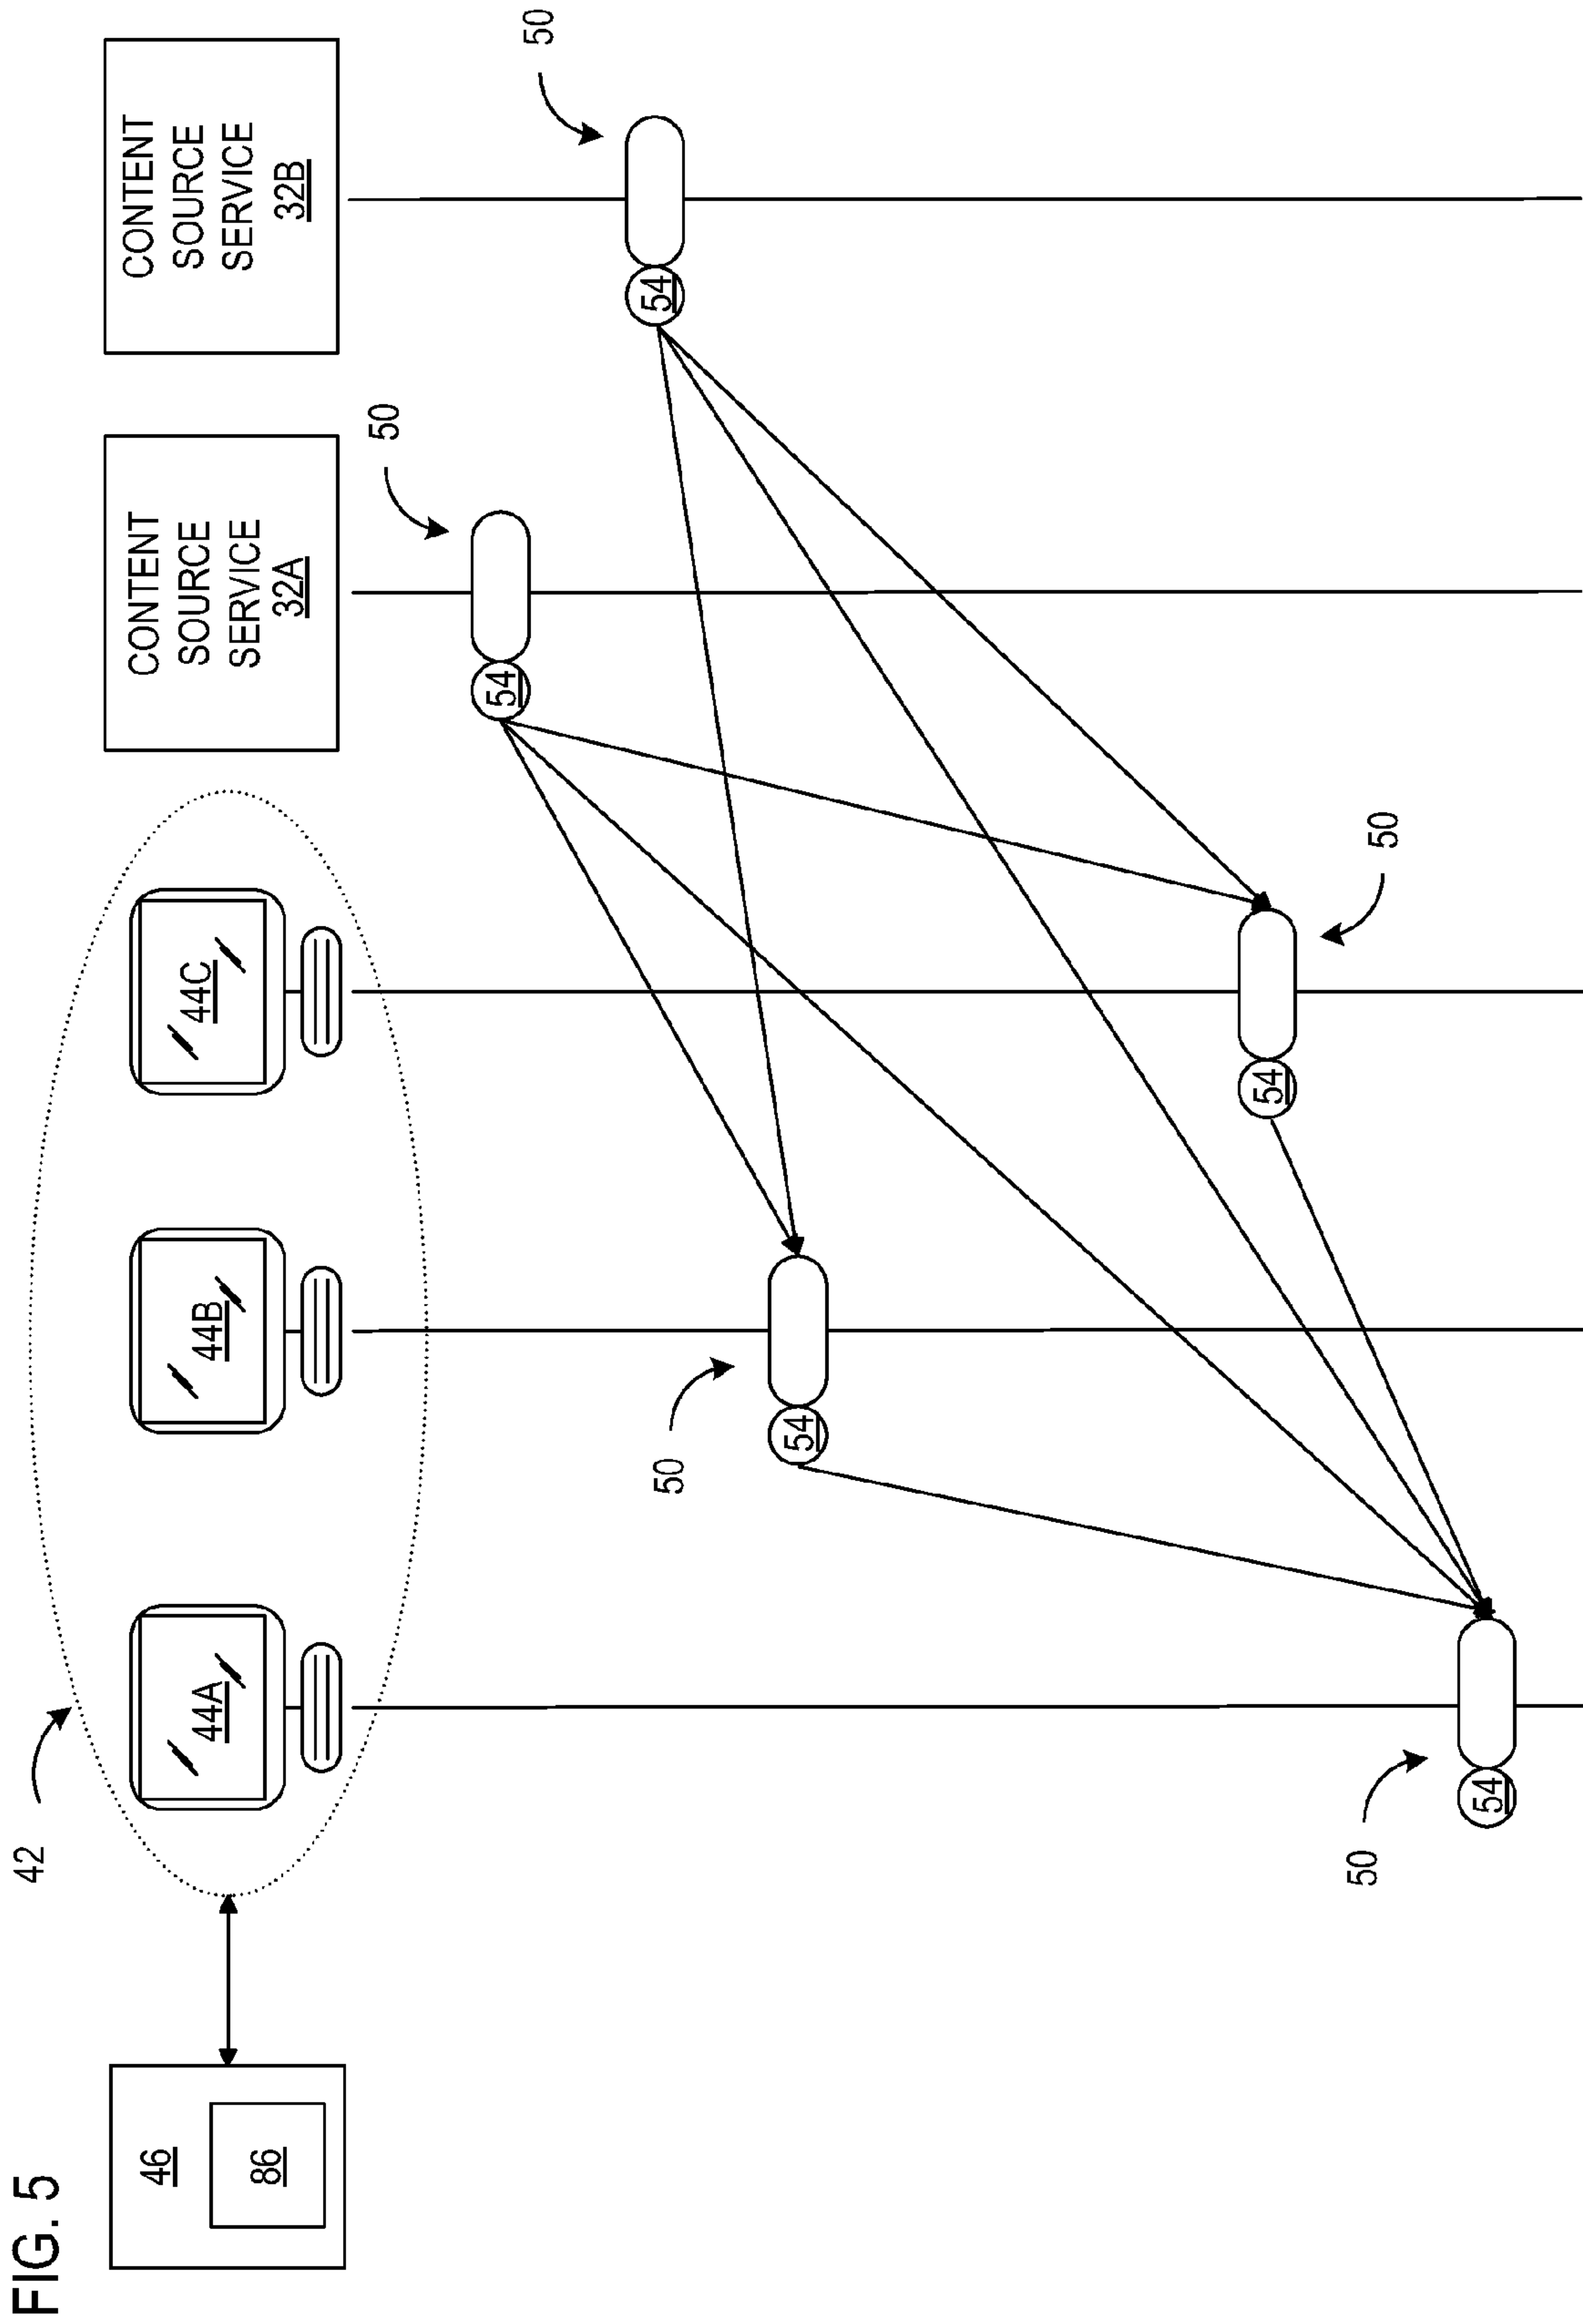 FIG. 5
42
46
86
44A
44B
44C
CONTENT
SOURCE
SERVICE
32A
CONTENT
SOURCE
SERVICE
32B
50
54
50
54
50
54
50
54
50
54